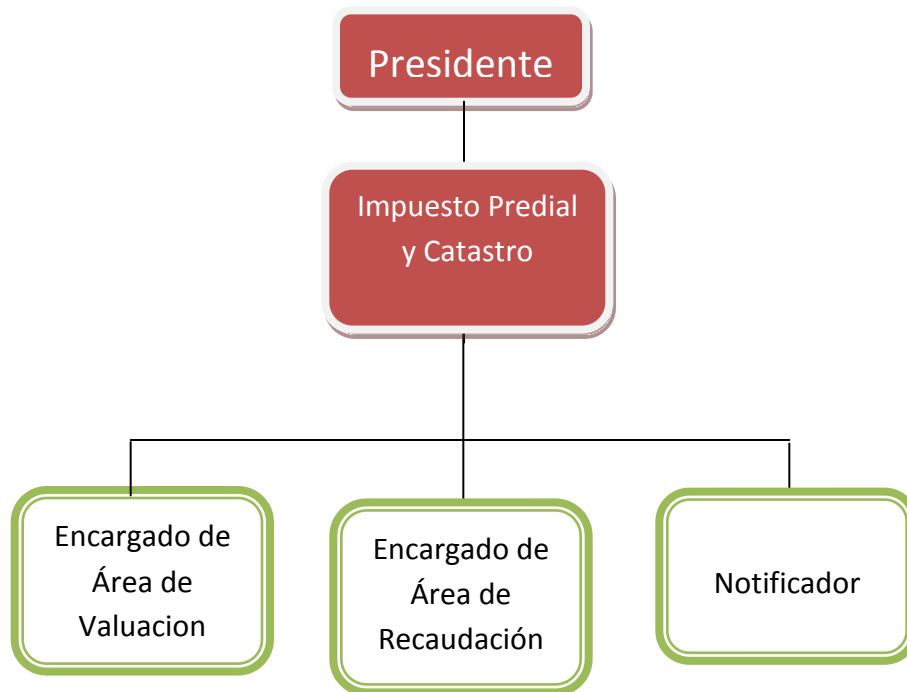 Presidente
Impuesto Predial
y Catastro
Encargado de
Área de
Valuacion
Encargado de
Área de
Recaudación
Notificador